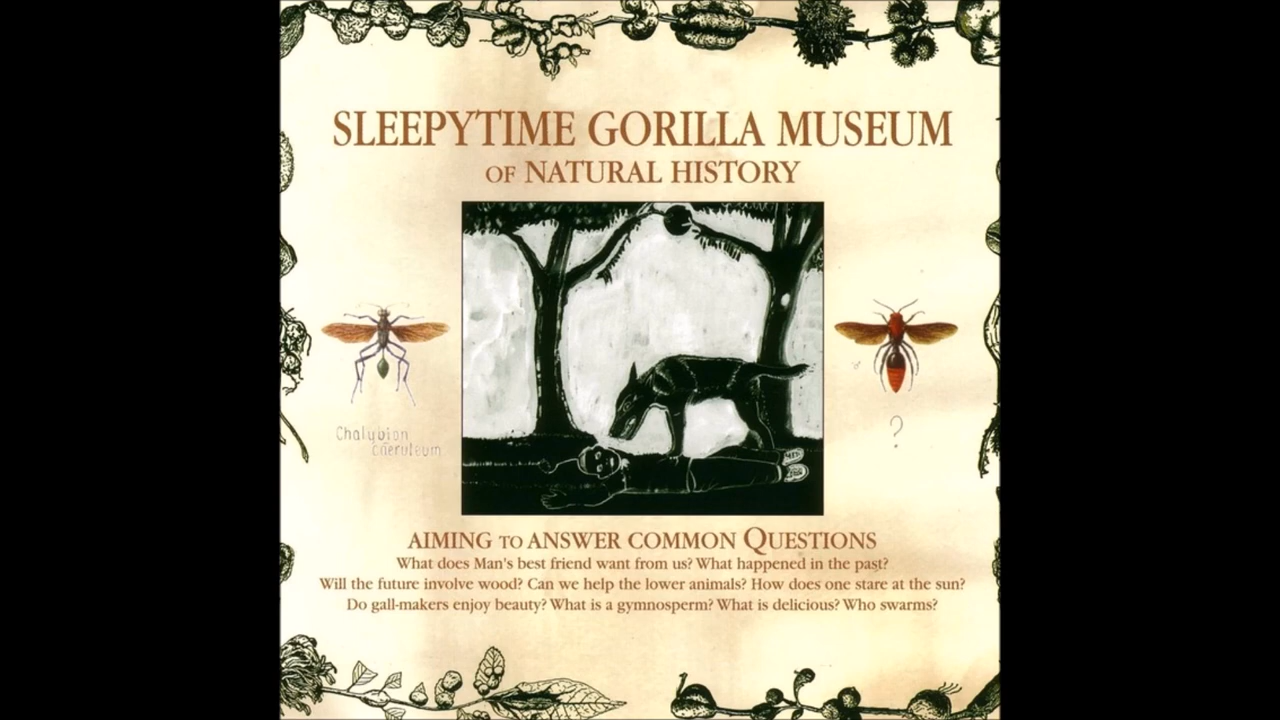 SLEEPYTIME GORILLA MUSEUM
OF NATURAL HISTORY
Chalybion
caeruleum
?
AIMING TO ANSWER COMMON QUESTIONS
What does Man's best friend want from us? What happened in the past?
Will the future involve wood? Can we help the lower animals? How does one stare at the sun?
Do gall-makers enjoy beauty? What is a gymnosperm? What is delicious? Who swarms?